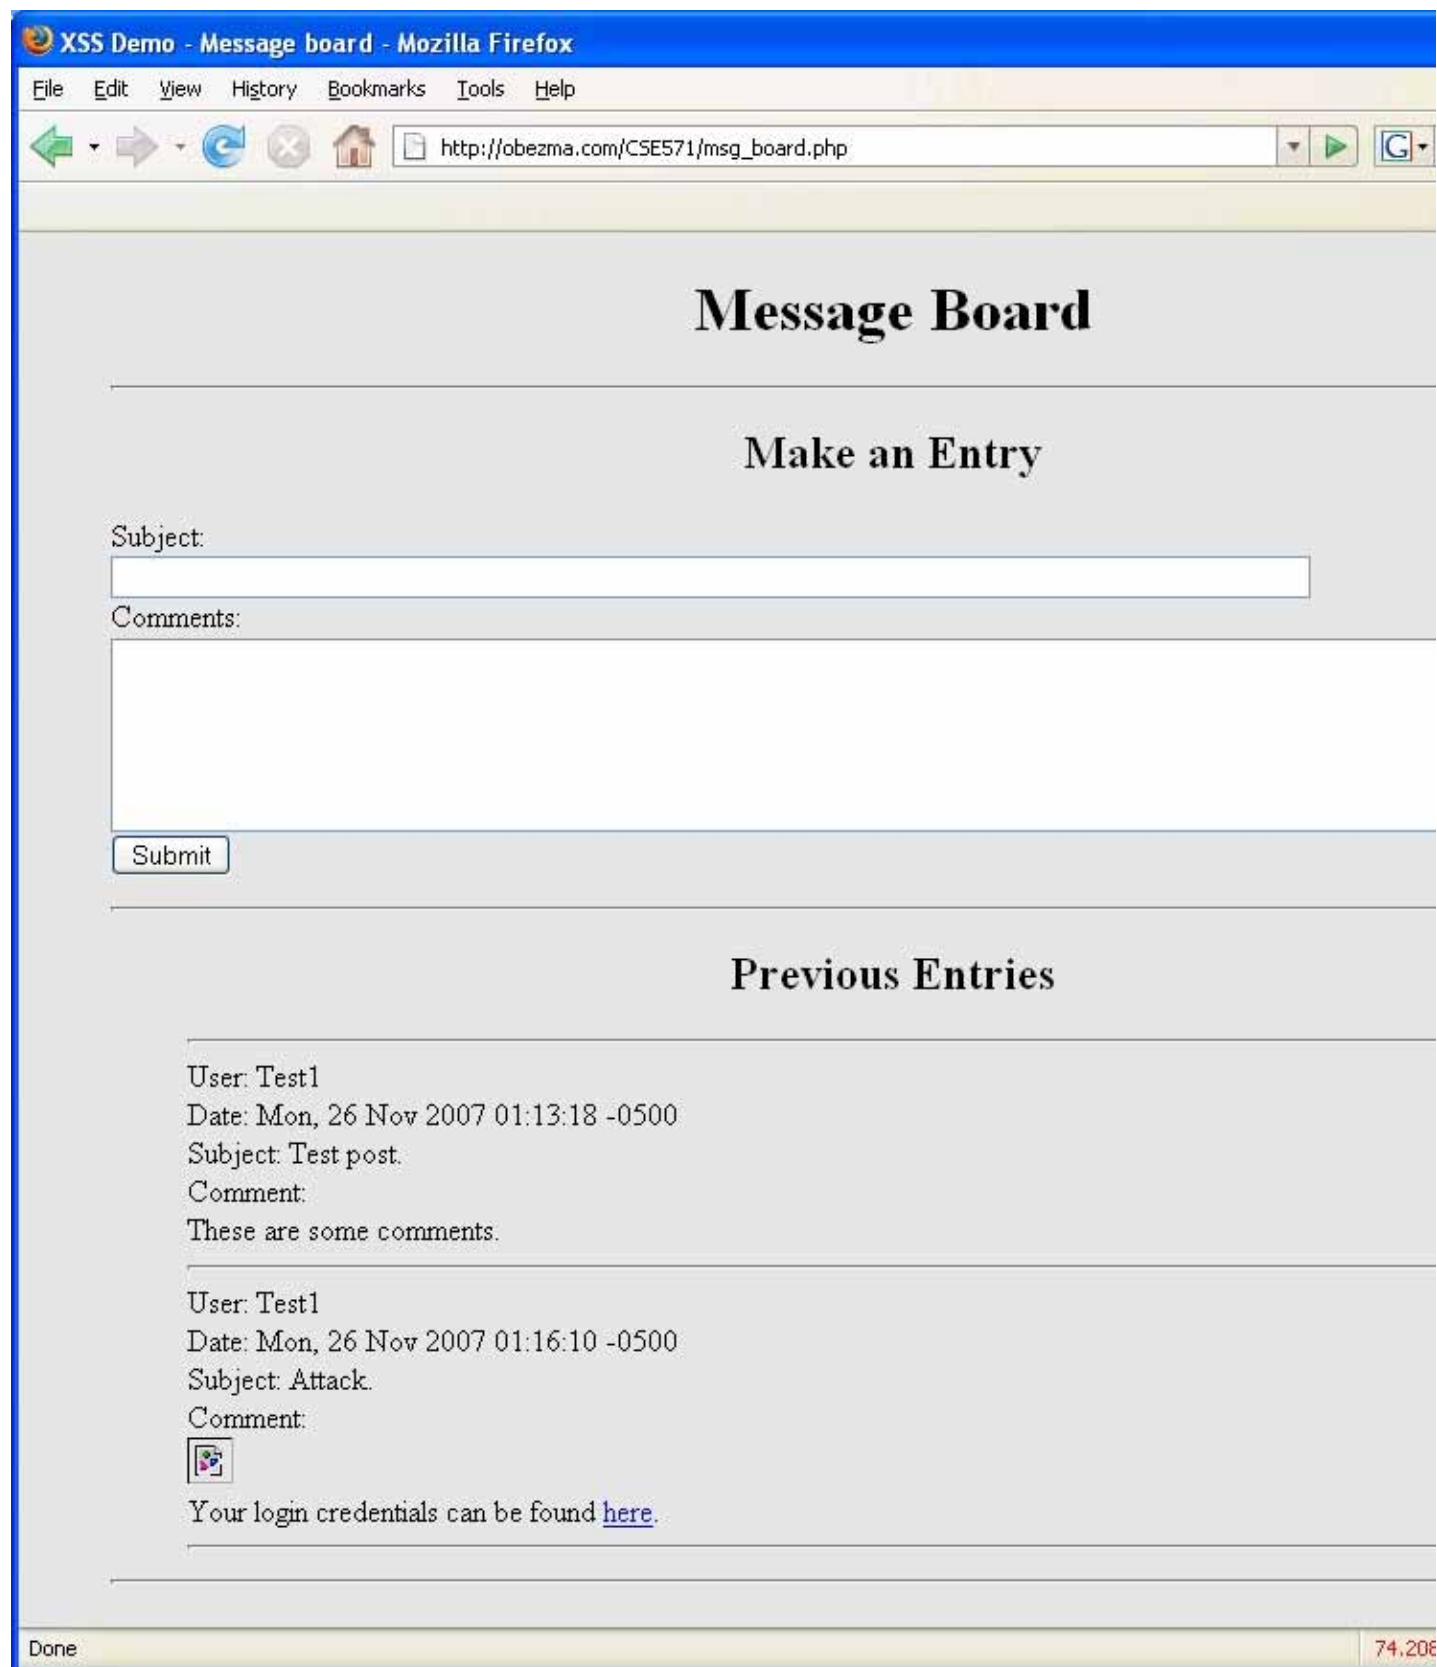 XSS Demo - Message board - Mozilla Firefox
File Edit View History Bookmarks Tools Help
http://obezma.com/CSE571/msg_board.php
G
Message Board
Make an Entry
Subject:
Comments:
Submit
Previous Entries
User: Test1
Date: Mon, 26 Nov 2007 01:13:18 -0500
Subject: Test post.
Comment:
These are some comments.
User: Test1
Date: Mon, 26 Nov 2007 01:16:10 -0500
Subject: Attack.
Comment:
Your login credentials can be found here.
Done
74.208